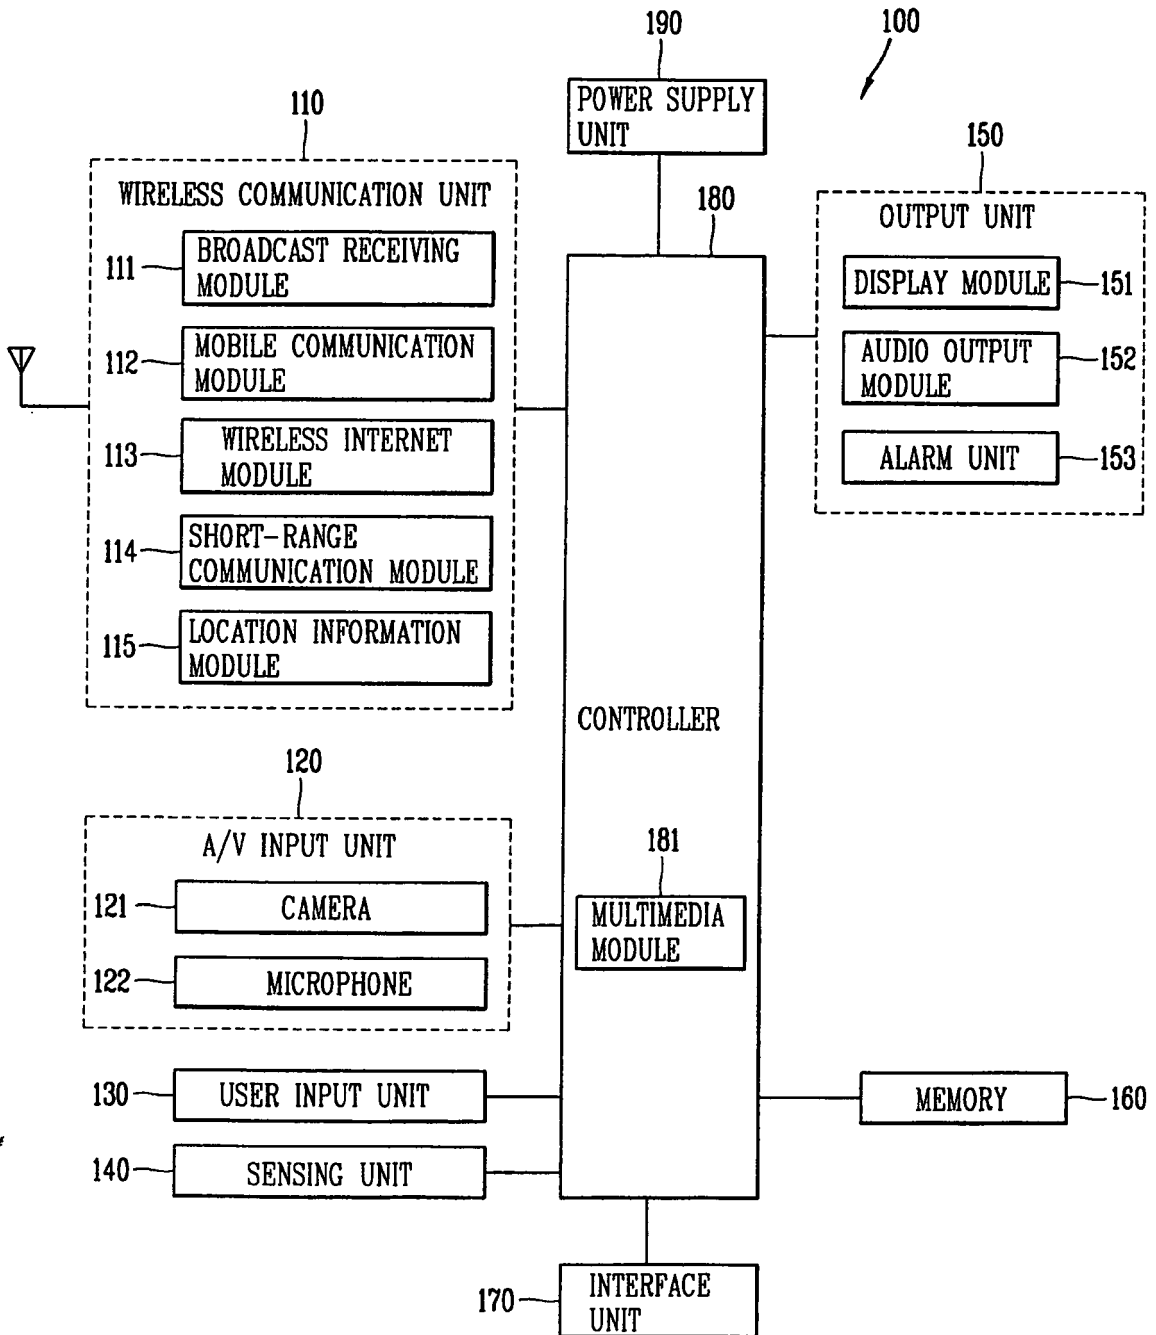 100
190
POWER SUPPLY
UNIT
110
WIRELESS COMMUNICATION UNIT
111
BROADCAST RECEIVING
MODULE
112
MOBILE COMMUNICATION
MODULE
113
WIRELESS INTERNET
MODULE
114
SHORT-RANGE
COMMUNICATION MODULE
115
LOCATION INFORMATION
MODULE
150
OUTPUT UNIT
DISPLAY MODULE
151
AUDIO OUTPUT
MODULE
152
ALARM UNIT
153
180
CONTROLLER
181
MULTIMEDIA
MODULE
120
A/V INPUT UNIT
121
CAMERA
122
MICROPHONE
130
USER INPUT UNIT
140
SENSING UNIT
MEMORY
160
170
INTERFACE
UNIT